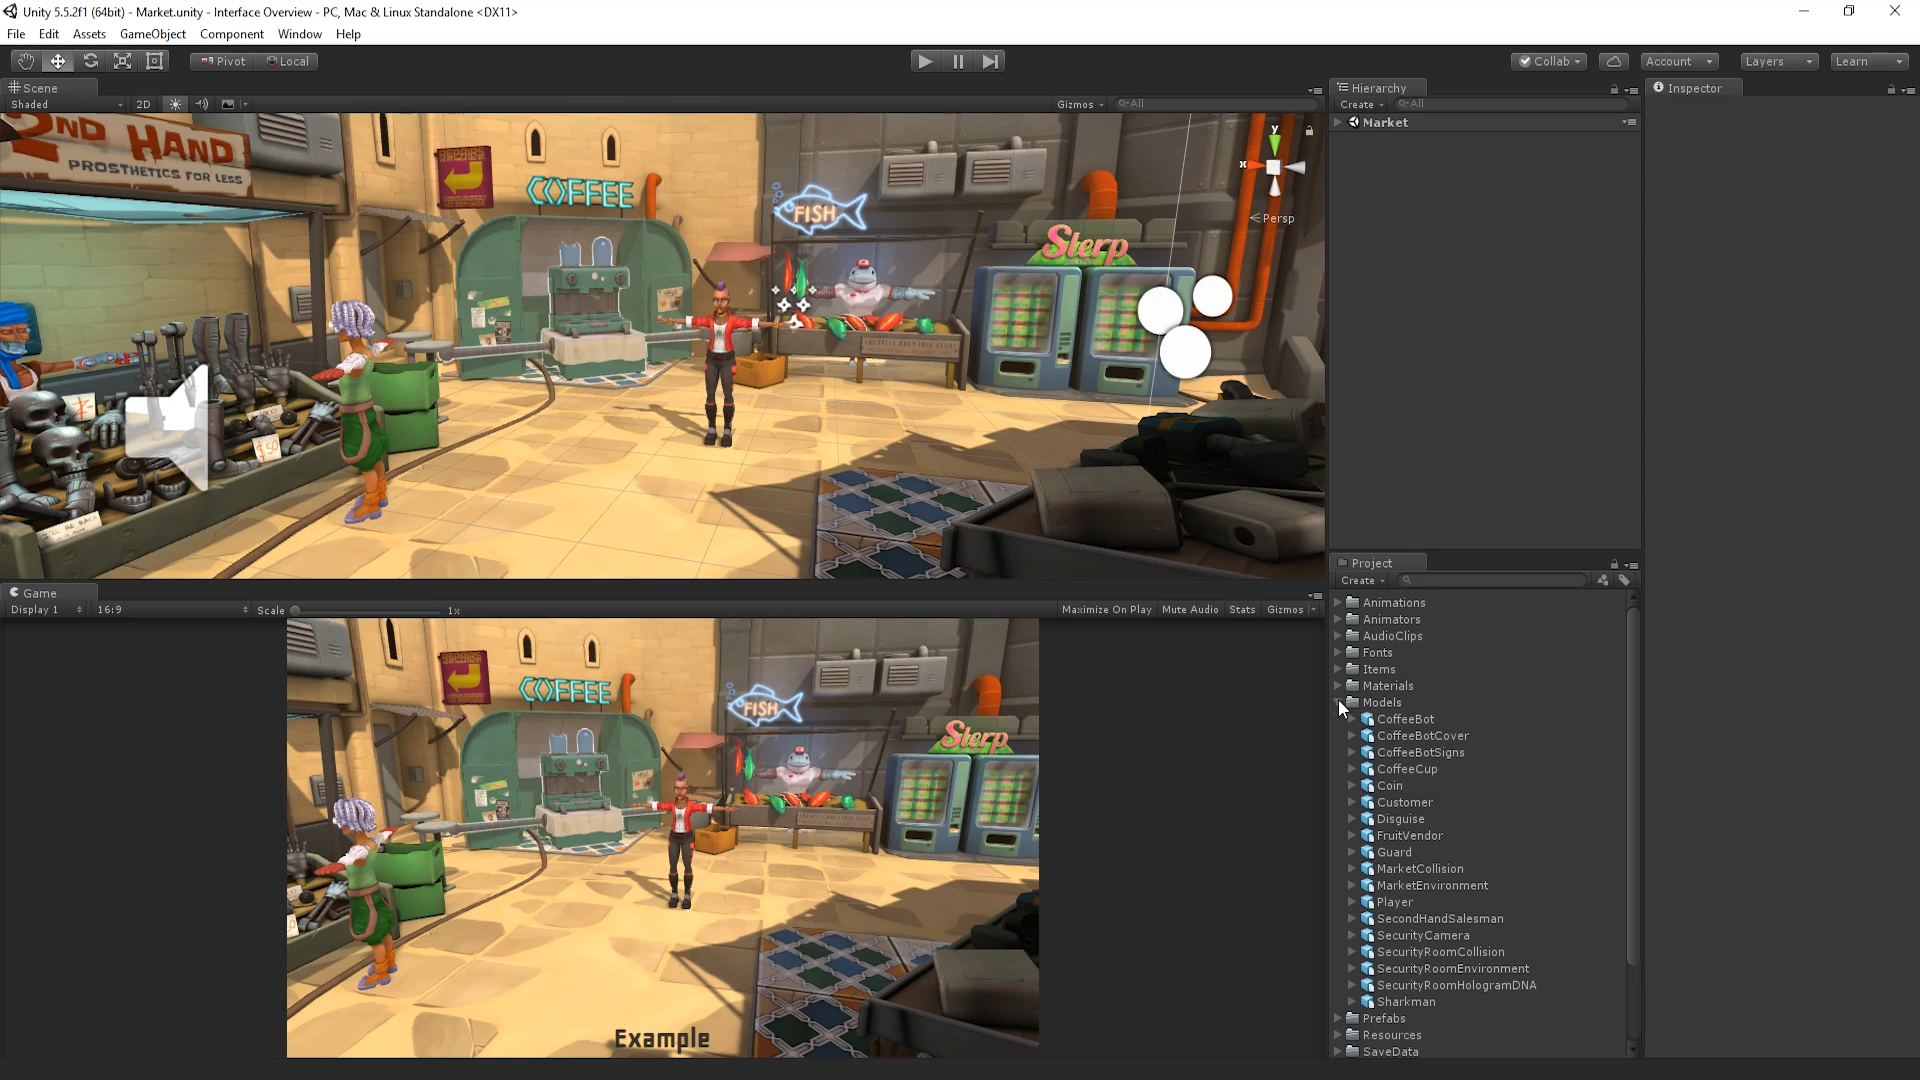 Unity 5.5.2f1 (64bit) - Market.unity - Interface Overview - PC, Mac & Linux Standalone <DX11>
File Edit Assets GameObject Component Window Help
Pivot Local
Collab Account Layers Learn
Scene
Shaded 2D Gizmos All
2ND HAND
PROSTHETICS FOR LESS
REPAIRS
COFFEE
FISH
Slerp
y
x
Persp
$50
Hierarchy
Create All
Market
Inspector
Game
Display 1 16:9 Scale 1x Maximize On Play Mute Audio Stats Gizmos
COFFEE
FISH
Slerp
Example
Project
Create
Animations
Animators
AudioClips
Fonts
Items
Materials
Models
CoffeeBot
CoffeeBotCover
CoffeeBotSigns
CoffeeCup
Coin
Customer
Disguise
FruitVendor
Guard
MarketCollision
MarketEnvironment
Player
SecondHandSalesman
SecurityCamera
SecurityRoomCollision
SecurityRoomEnvironment
SecurityRoomHologramDNA
Sharkman
Prefabs
Resources
SaveData